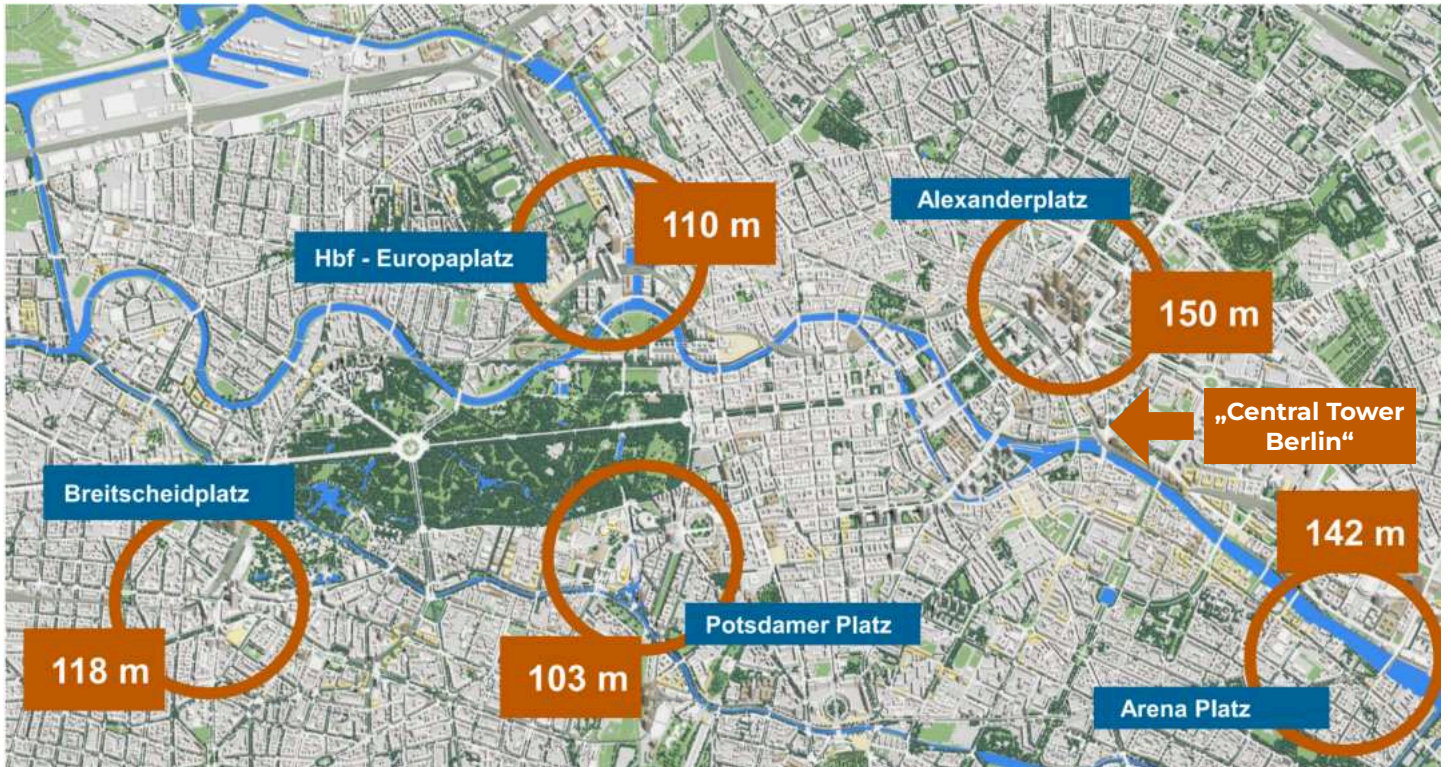 Alexanderplatz
110 m
Hbf - Europaplatz
150 m
„Central Tower
Berlin“
Breitscheidplatz
142 m
Potsdamer Platz
118 m
103 m
Arena Platz